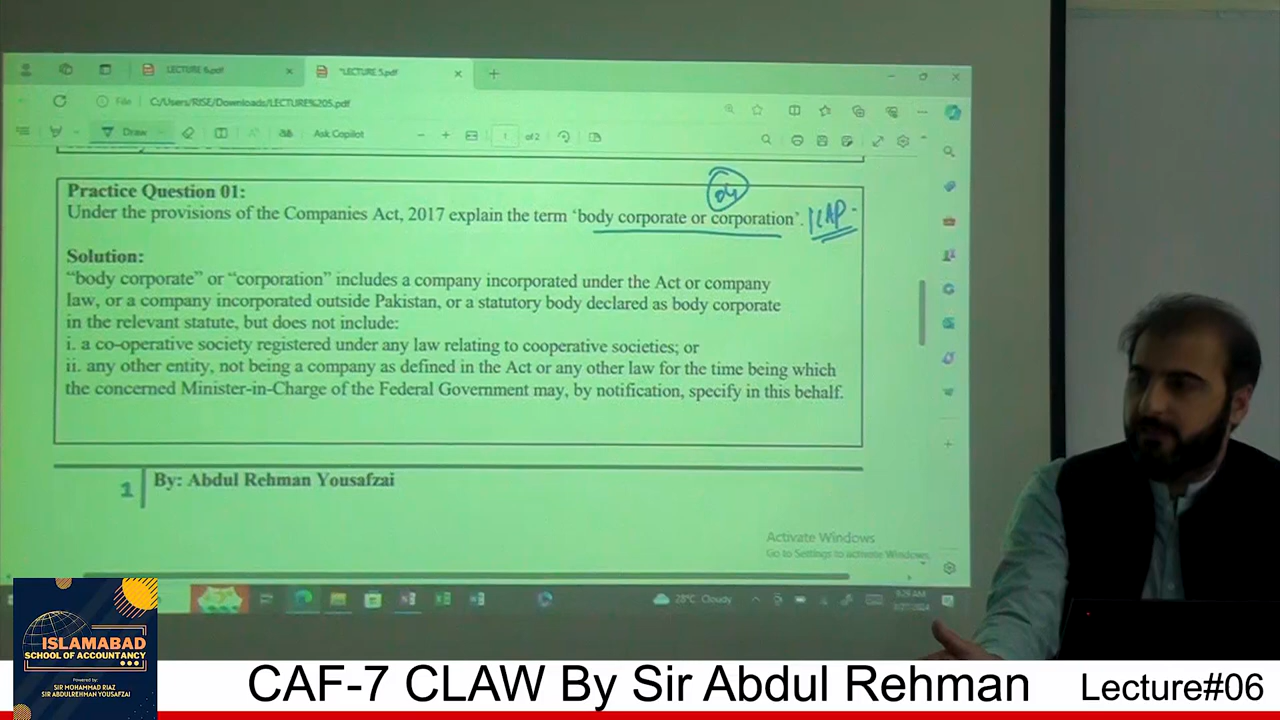 LECTURE 6.pdf
*LECTURE 5.pdf
File
C:/Users/RISE/Downloads/LECTURE%205.pdf
Draw
Ask Copilot
1 of 2
Practice Question 01:
04
Under the provisions of the Companies Act, 2017 explain the term 'body corporate or corporation'. ICAP
Solution:
"body corporate" or "corporation" includes a company incorporated under the Act or company
law, or a company incorporated outside Pakistan, or a statutory body declared as body corporate
in the relevant statute, but does not include:
i. a co-operative society registered under any law relating to cooperative societies; or
ii. any other entity, not being a company as defined in the Act or any other law for the time being which
the concerned Minister-in-Charge of the Federal Government may, by notification, specify in this behalf.
1
By: Abdul Rehman Yousafzai
Activate Windows
Go to Settings to activate Windows.
28°C Cloudy
9:29 AM
ISLAMABAD
SCHOOL OF ACCOUNTANCY
Powered by:
SIR MOHAMMAD RIAZ
SIR ABDULREHMAN YOUSAFZAI
CAF-7 CLAW By Sir Abdul Rehman
Lecture#06